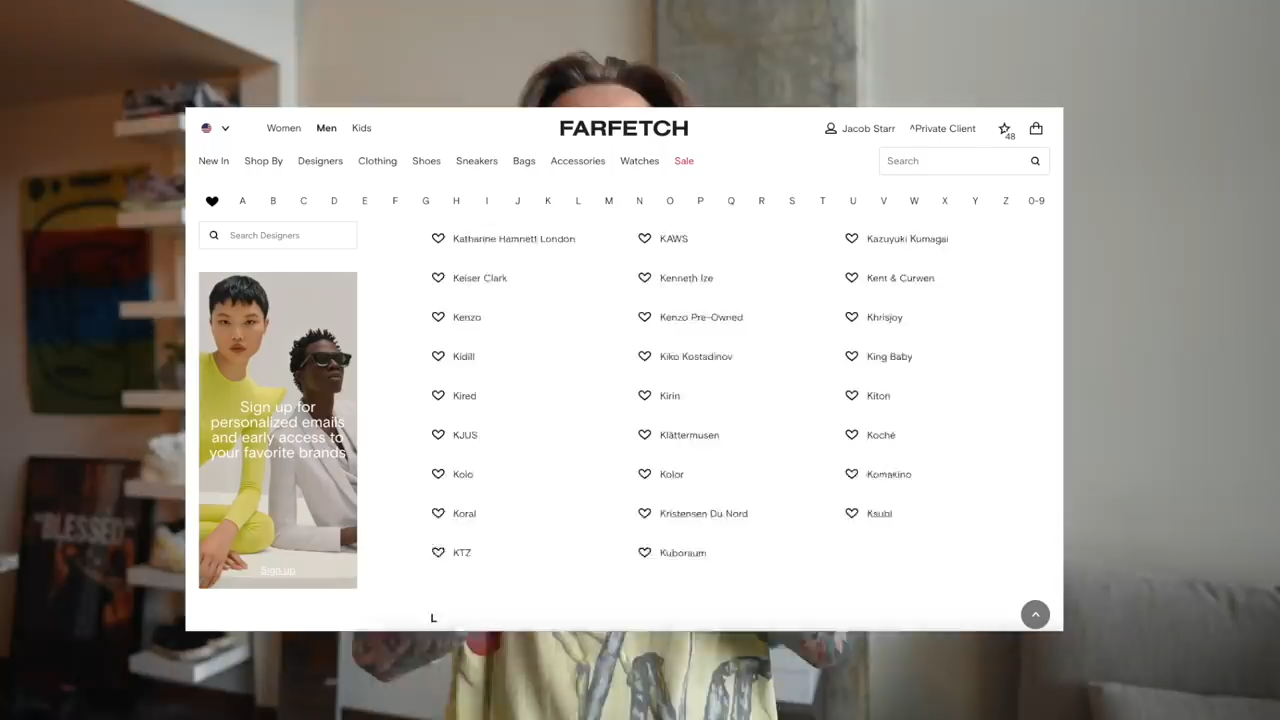 Women Men Kids FARFETCH Jacob Starr ^Private Client 48
New In Shop By Designers Clothing Shoes Sneakers Bags Accessories Watches Sale Search
A B C D E F G H I J K L M N O P Q R S T U V W X Y Z 0-9
Search Designers
Katharine Hamnett London KAWS Kazuyuki Kumagai
Keiser Clark Kenneth Ize Kent & Curwen
Kenzo Kenzo Pre-Owned Khrisjoy
Kidill Kiko Kostadinov King Baby
Kired Kirin Kiton
KJUS Klättermusen Koché
Kolo Kolor Komakino
Koral Kristensen Du Nord Ksubi
KTZ Kuboraum
L
Sign up for
personalized emails
and early access to
your favorite brands
Sign up
"BLESSED"